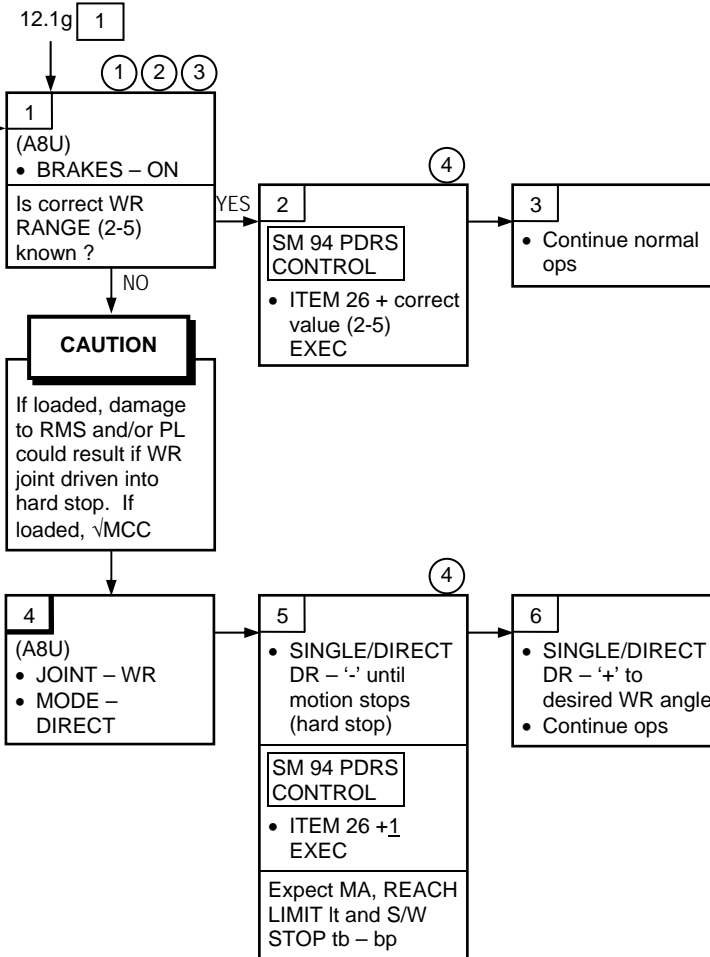 12.1g 1
1 2 3
1
(A8U)
• BRAKES – ON
Is correct WR
RANGE (2-5)
known ?
YES
NO
4
2
SM 94 PDRS
CONTROL
• ITEM 26 + correct
value (2-5)
EXEC
3
• Continue normal
ops
CAUTION
If loaded, damage
to RMS and/or PL
could result if WR
joint driven into
hard stop. If
loaded, √MCC
4
(A8U)
• JOINT – WR
• MODE –
DIRECT
4
5
• SINGLE/DIRECT
DR – '-' until
motion stops
(hard stop)
SM 94 PDRS
CONTROL
• ITEM 26 +1
EXEC
Expect MA, REACH
LIMIT lt and S/W
STOP tb – bp
6
• SINGLE/DIRECT
DR – '+' to
desired WR angle
• Continue ops